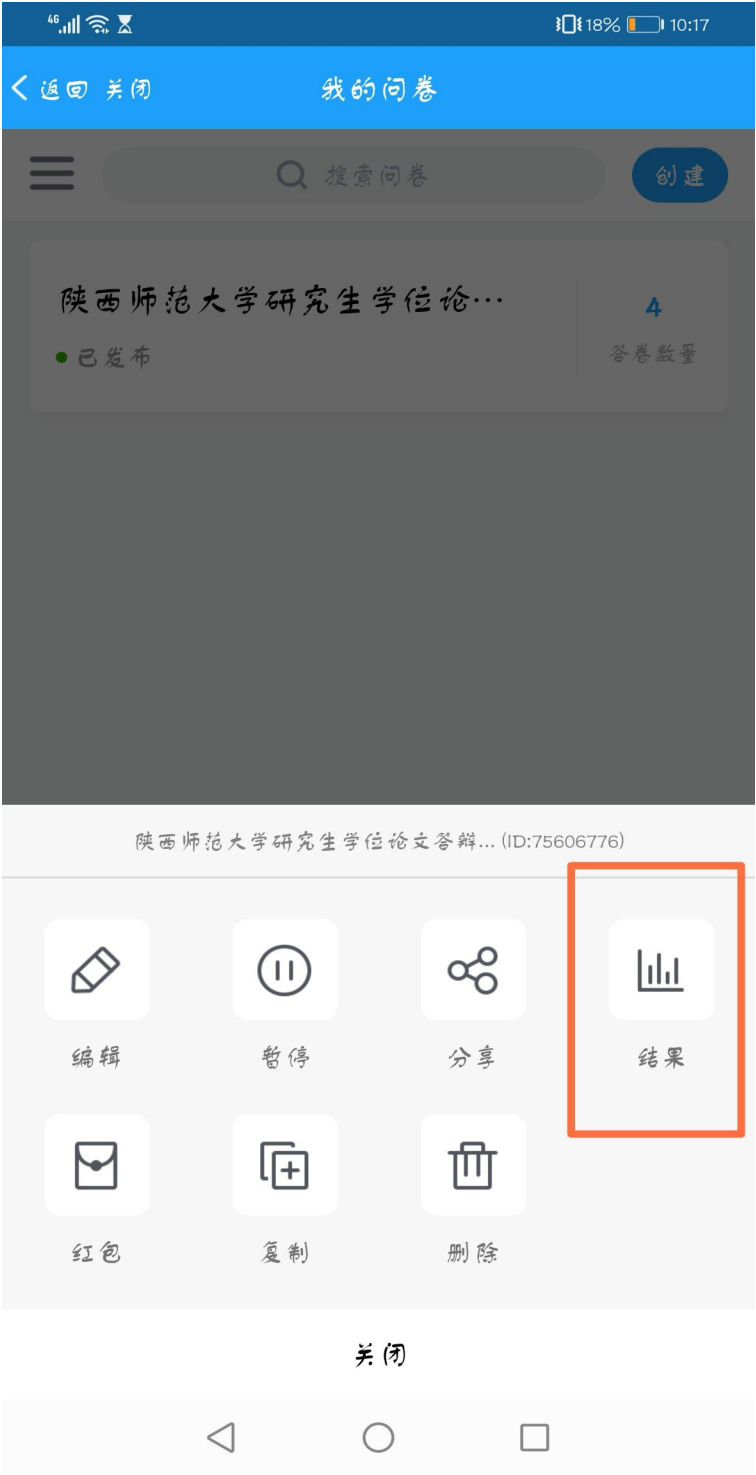 4G 18% 10:17
返回 关闭 我的问卷
搜索问卷 创建
陕西师范大学研究生学位论… 4
已发布 答卷数量
陕西师范大学研究生学位论文答辩... (ID:75606776)
编辑 暂停 分享 结果
红包 复制 删除
关闭